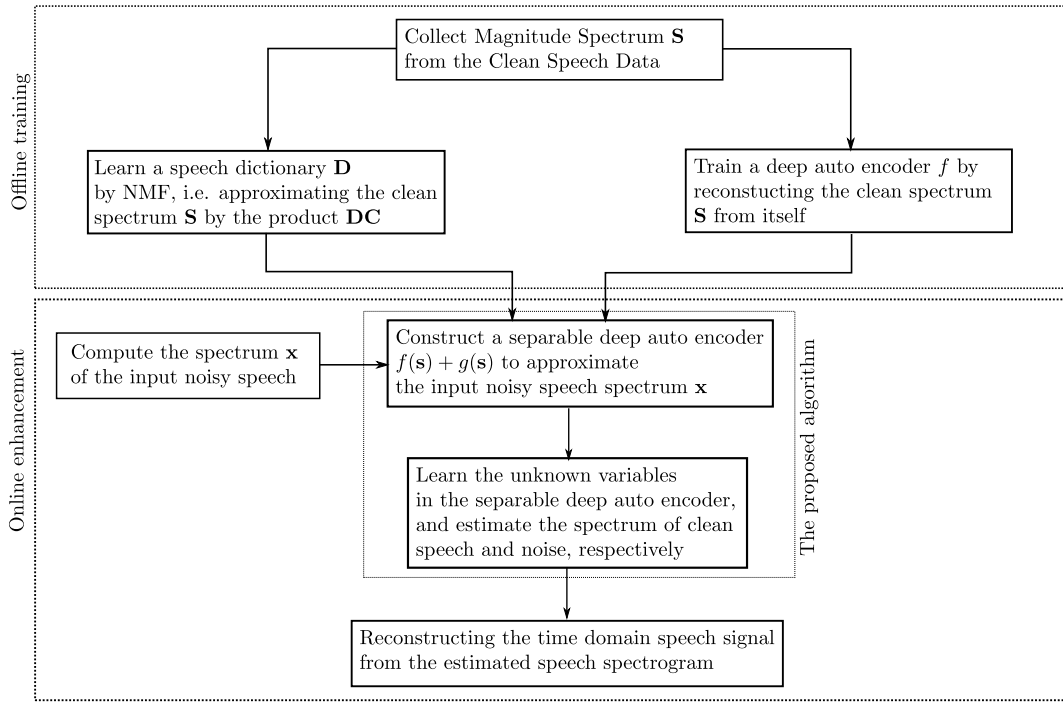 Offline training
Collect Magnitude Spectrum S
from the Clean Speech Data
Learn a speech dictionary D
by NMF, i.e. approximating the clean
spectrum S by the product DC
Train a deep auto encoder f by
reconstucting the clean spectrum
S from itself
Online enhancement
Compute the spectrum x
of the input noisy speech
Construct a separable deep auto encoder
f(s) + g(s) to approximate
the input noisy speech spectrum x
The proposed algorithm
Learn the unknown variables
in the separable deep auto encoder,
and estimate the spectrum of clean
speech and noise, respectively
Reconstructing the time domain speech signal
from the estimated speech spectrogram